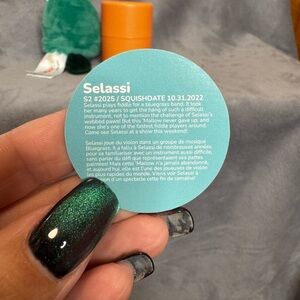 Selassi
S2 #2025 / SQUISHDATE 10.31.2022
Selassi plays fiddle for a bluegrass band. It took
her many years to get the hang of such a difficult
instrument, not to mention the challenge of Selassi's
webbed paws! But this 'Mallow never gave up, and
now she's one of the fastest fiddle players around.
Come see Selassi at a show this weekend!
Selassi joue du violon dans un groupe de musique
Bluegrass. Il a fallu à Selassi de nombreuses années
pour se familiariser avec un instrument aussi difficile,
sans parler du défi que représentaient ses pattes
palmées! Mais cette 'Mallow n'a jamais abandonné,
et aujourd'hui, elle est l'une des joueuses de violon
les plus rapides du monde. Viens voir Selassi à
d'un spectacle cette fin de semaine!